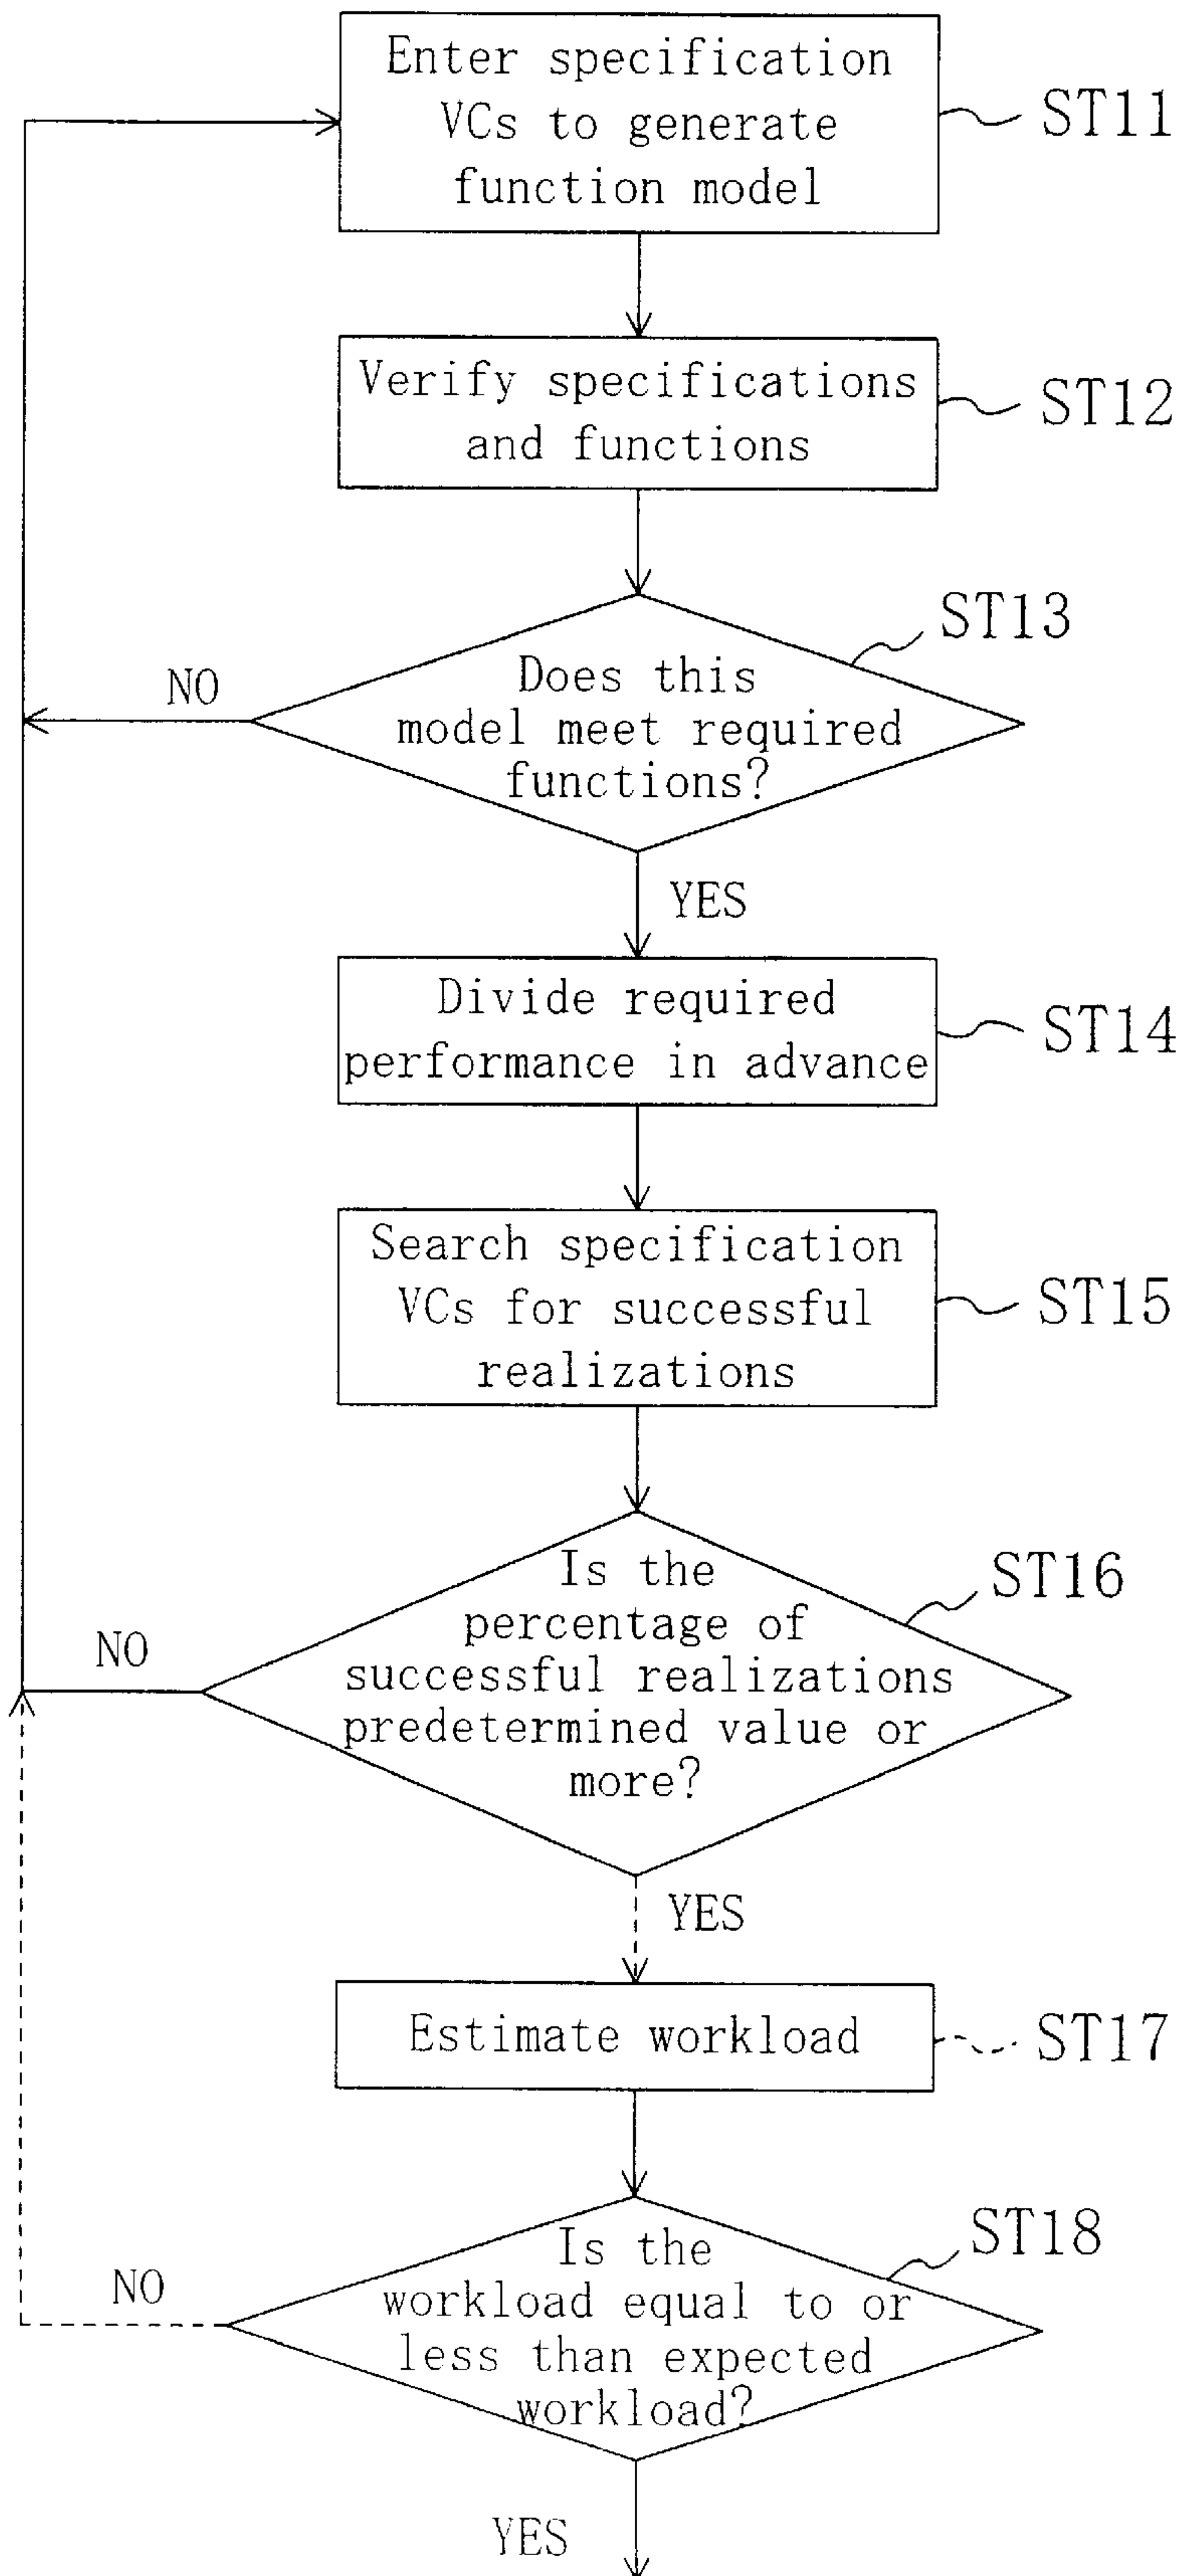 Enter specification
VCs to generate
function model
ST11
Verify specifications
and functions
ST12
ST13
Does this
model meet required
functions?
NO
YES
Divide required
performance in advance
ST14
Search specification
VCs for successful
realizations
ST15
ST16
Is the
percentage of
successful realizations
predetermined value or
more?
NO
YES
Estimate workload
ST17
ST18
Is the
workload equal to or
less than expected
workload?
NO
YES